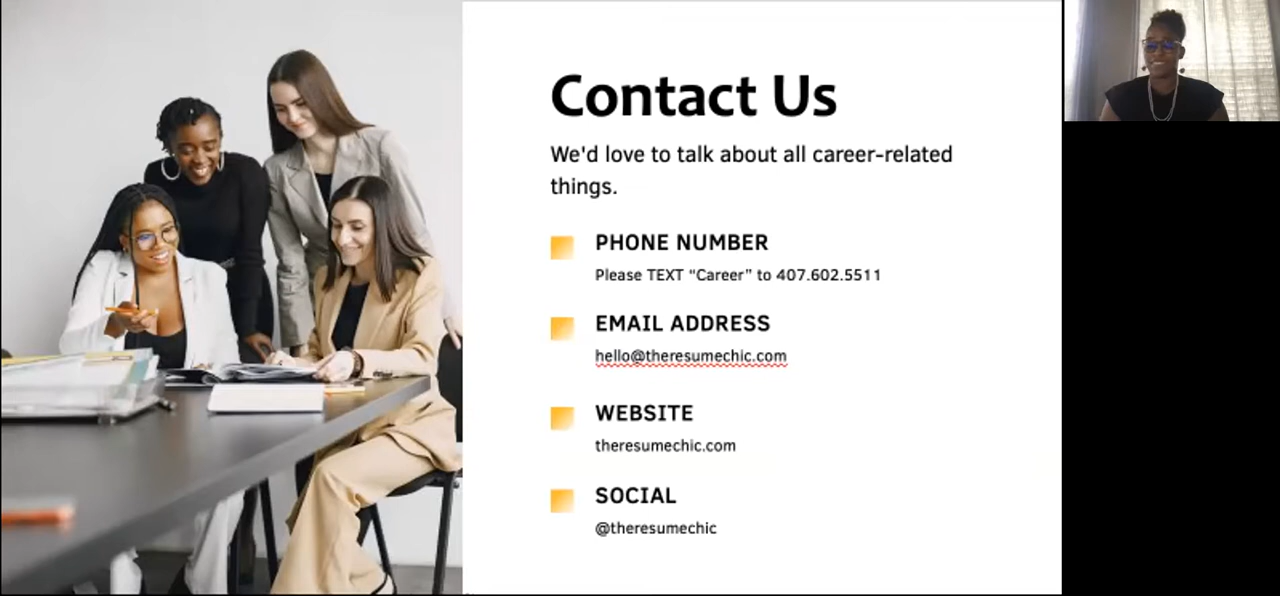 Contact Us
We'd love to talk about all career-related
things.
PHONE NUMBER
Please TEXT “Career” to 407.602.5511
EMAIL ADDRESS
hello@theresumechic.com
WEBSITE
theresumechic.com
SOCIAL
@theresumechic